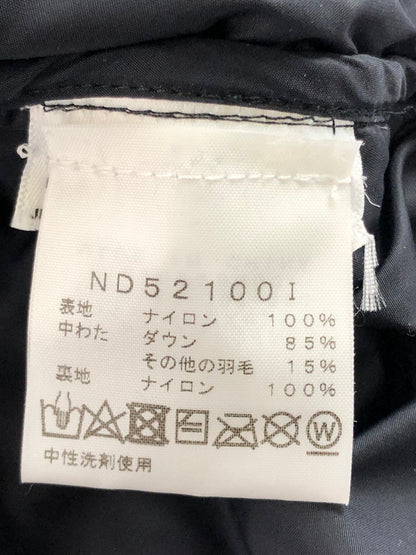 ND52100I
表地 ナイロン 100%
中わた ダウン 85%
その他の羽毛 15%
裏地 ナイロン 100%
W
中性洗剤使用